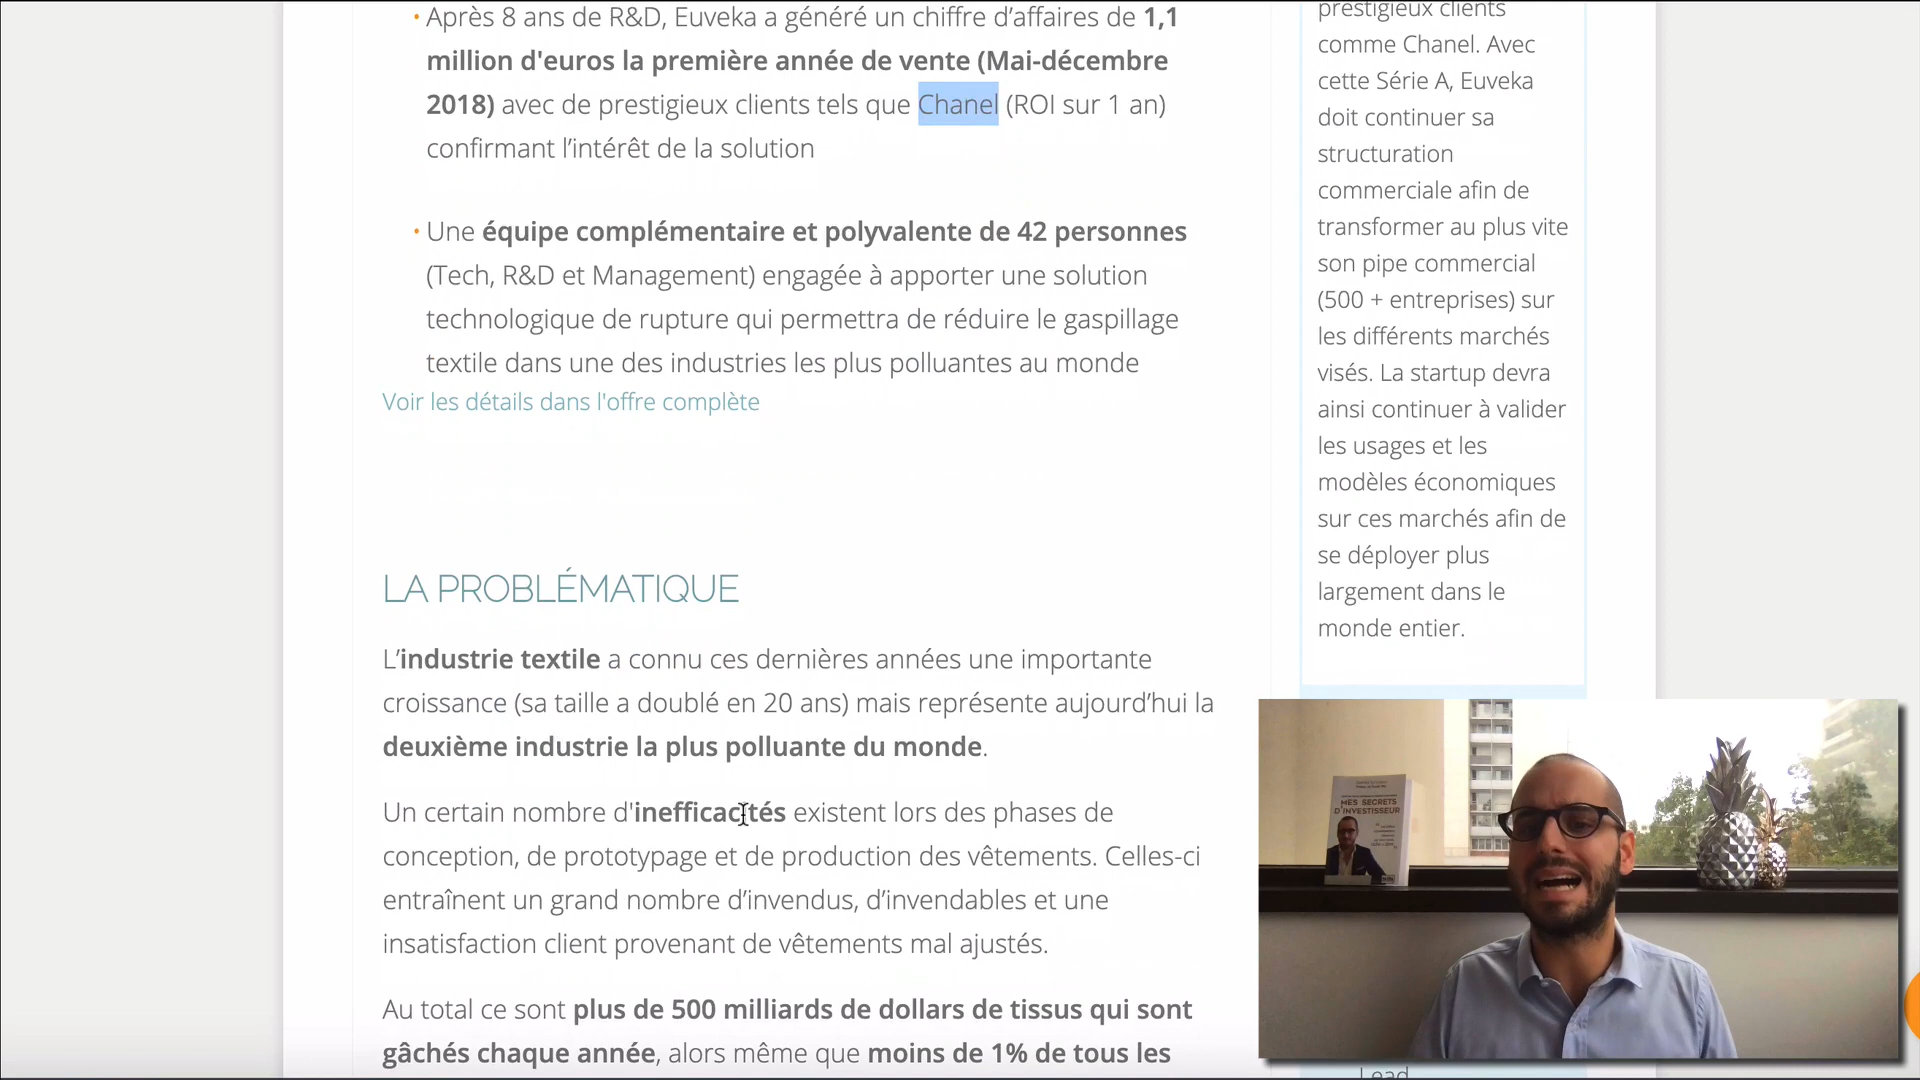 • Après 8 ans de R&D, Euveka a généré un chiffre d’affaires de 1,1
million d'euros la première année de vente (Mai-décembre
2018) avec de prestigieux clients tels que Chanel (ROI sur 1 an)
confirmant l’intérêt de la solution
• Une équipe complémentaire et polyvalente de 42 personnes
(Tech, R&D et Management) engagée à apporter une solution
technologique de rupture qui permettra de réduire le gaspillage
textile dans une des industries les plus polluantes au monde
Voir les détails dans l'offre complète
LA PROBLÉMATIQUE
L’industrie textile a connu ces dernières années une importante
croissance (sa taille a doublé en 20 ans) mais représente aujourd’hui la
deuxième industrie la plus polluante du monde.
Un certain nombre d'inefficacités existent lors des phases de
conception, de prototypage et de production des vêtements. Celles-ci
entraînent un grand nombre d’invendus, d’invendables et une
insatisfaction client provenant de vêtements mal ajustés.
Au total ce sont plus de 500 milliards de dollars de tissus qui sont
gâchés chaque année, alors même que moins de 1% de tous les
prestigieux clients
comme Chanel. Avec
cette Série A, Euveka
doit continuer sa
structuration
commerciale afin de
transformer au plus vite
son pipe commercial
(500 + entreprises) sur
les différents marchés
visés. La startup devra
ainsi continuer à valider
les usages et les
modèles économiques
sur ces marchés afin de
se déployer plus
largement dans le
monde entier.
MES SECRETS
D'INVESTISSEUR
Lead